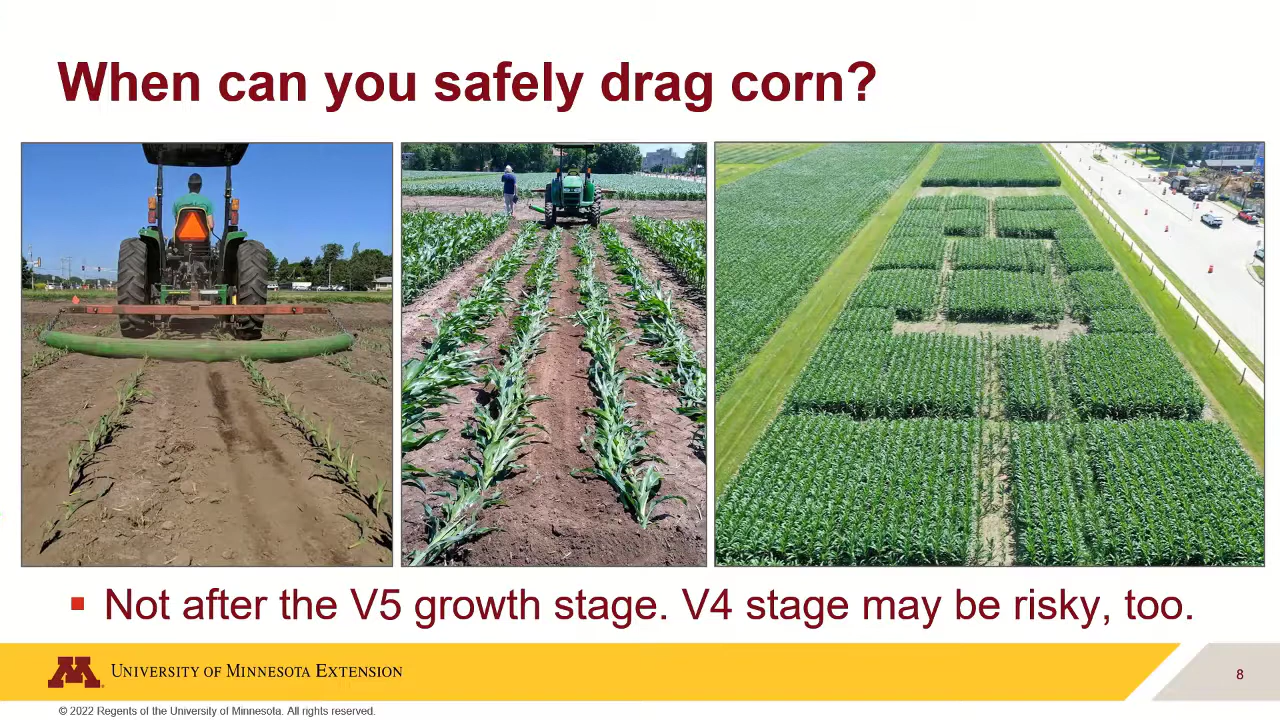 When can you safely drag corn?
▪ Not after the V5 growth stage. V4 stage may be risky, too.
M UNIVERSITY OF MINNESOTA EXTENSION
8
© 2022 Regents of the University of Minnesota. All rights reserved.